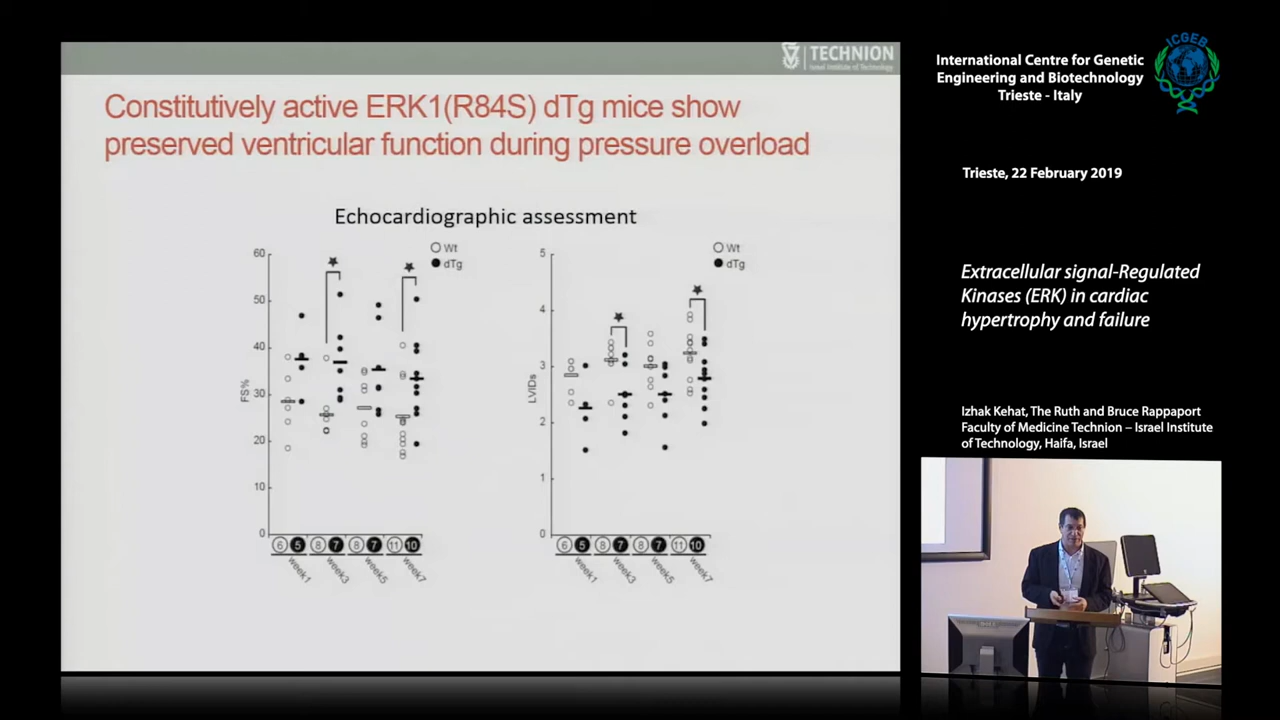 TECHNION
Israel Institute of Technology
Constitutively active ERK1(R84S) dTg mice show
preserved ventricular function during pressure overload
Echocardiographic assessment
Wt
dTg
60
50
40
30
20
10
0
FS%
6 5 8 7 8 7 11 10
week1 week3 week5 week7
Wt
dTg
5
4
3
2
1
0
LVIDs
6 5 8 7 8 7 11 10
week1 week3 week5 week7
International Centre for Genetic
Engineering and Biotechnology
Trieste - Italy
ICGEB
Trieste, 22 February 2019
Extracellular signal-Regulated
Kinases (ERK) in cardiac
hypertrophy and failure
Izhak Kehat, The Ruth and Bruce Rappaport
Faculty of Medicine Technion – Israel Institute
of Technology, Haifa, Israel